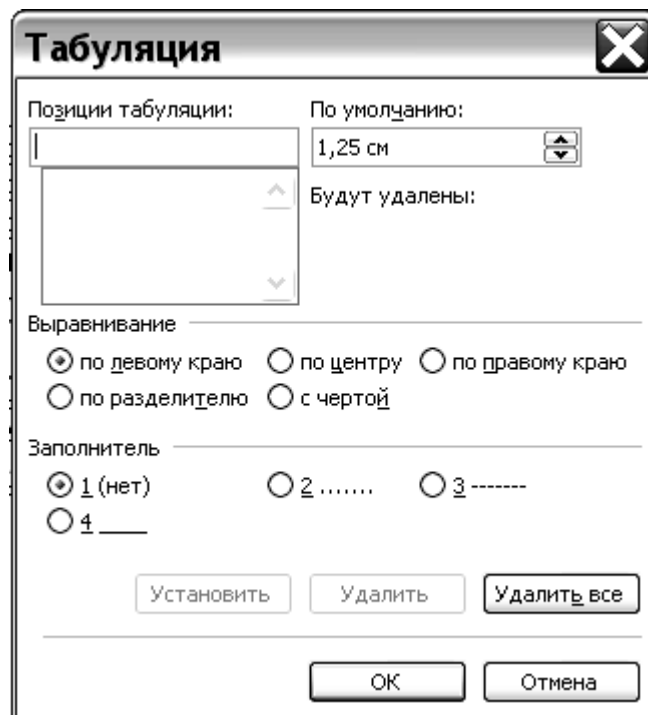 Табуляция
Позиции табуляции: По умолчанию:
1,25 см
Будут удалены:
Выравнивание
по левому краю по центру по правому краю
по разделителю с чертой
Заполнитель
1 (нет) 2 ....... 3 -------
4 ____
Установить Удалить Удалить все
ОК Отмена